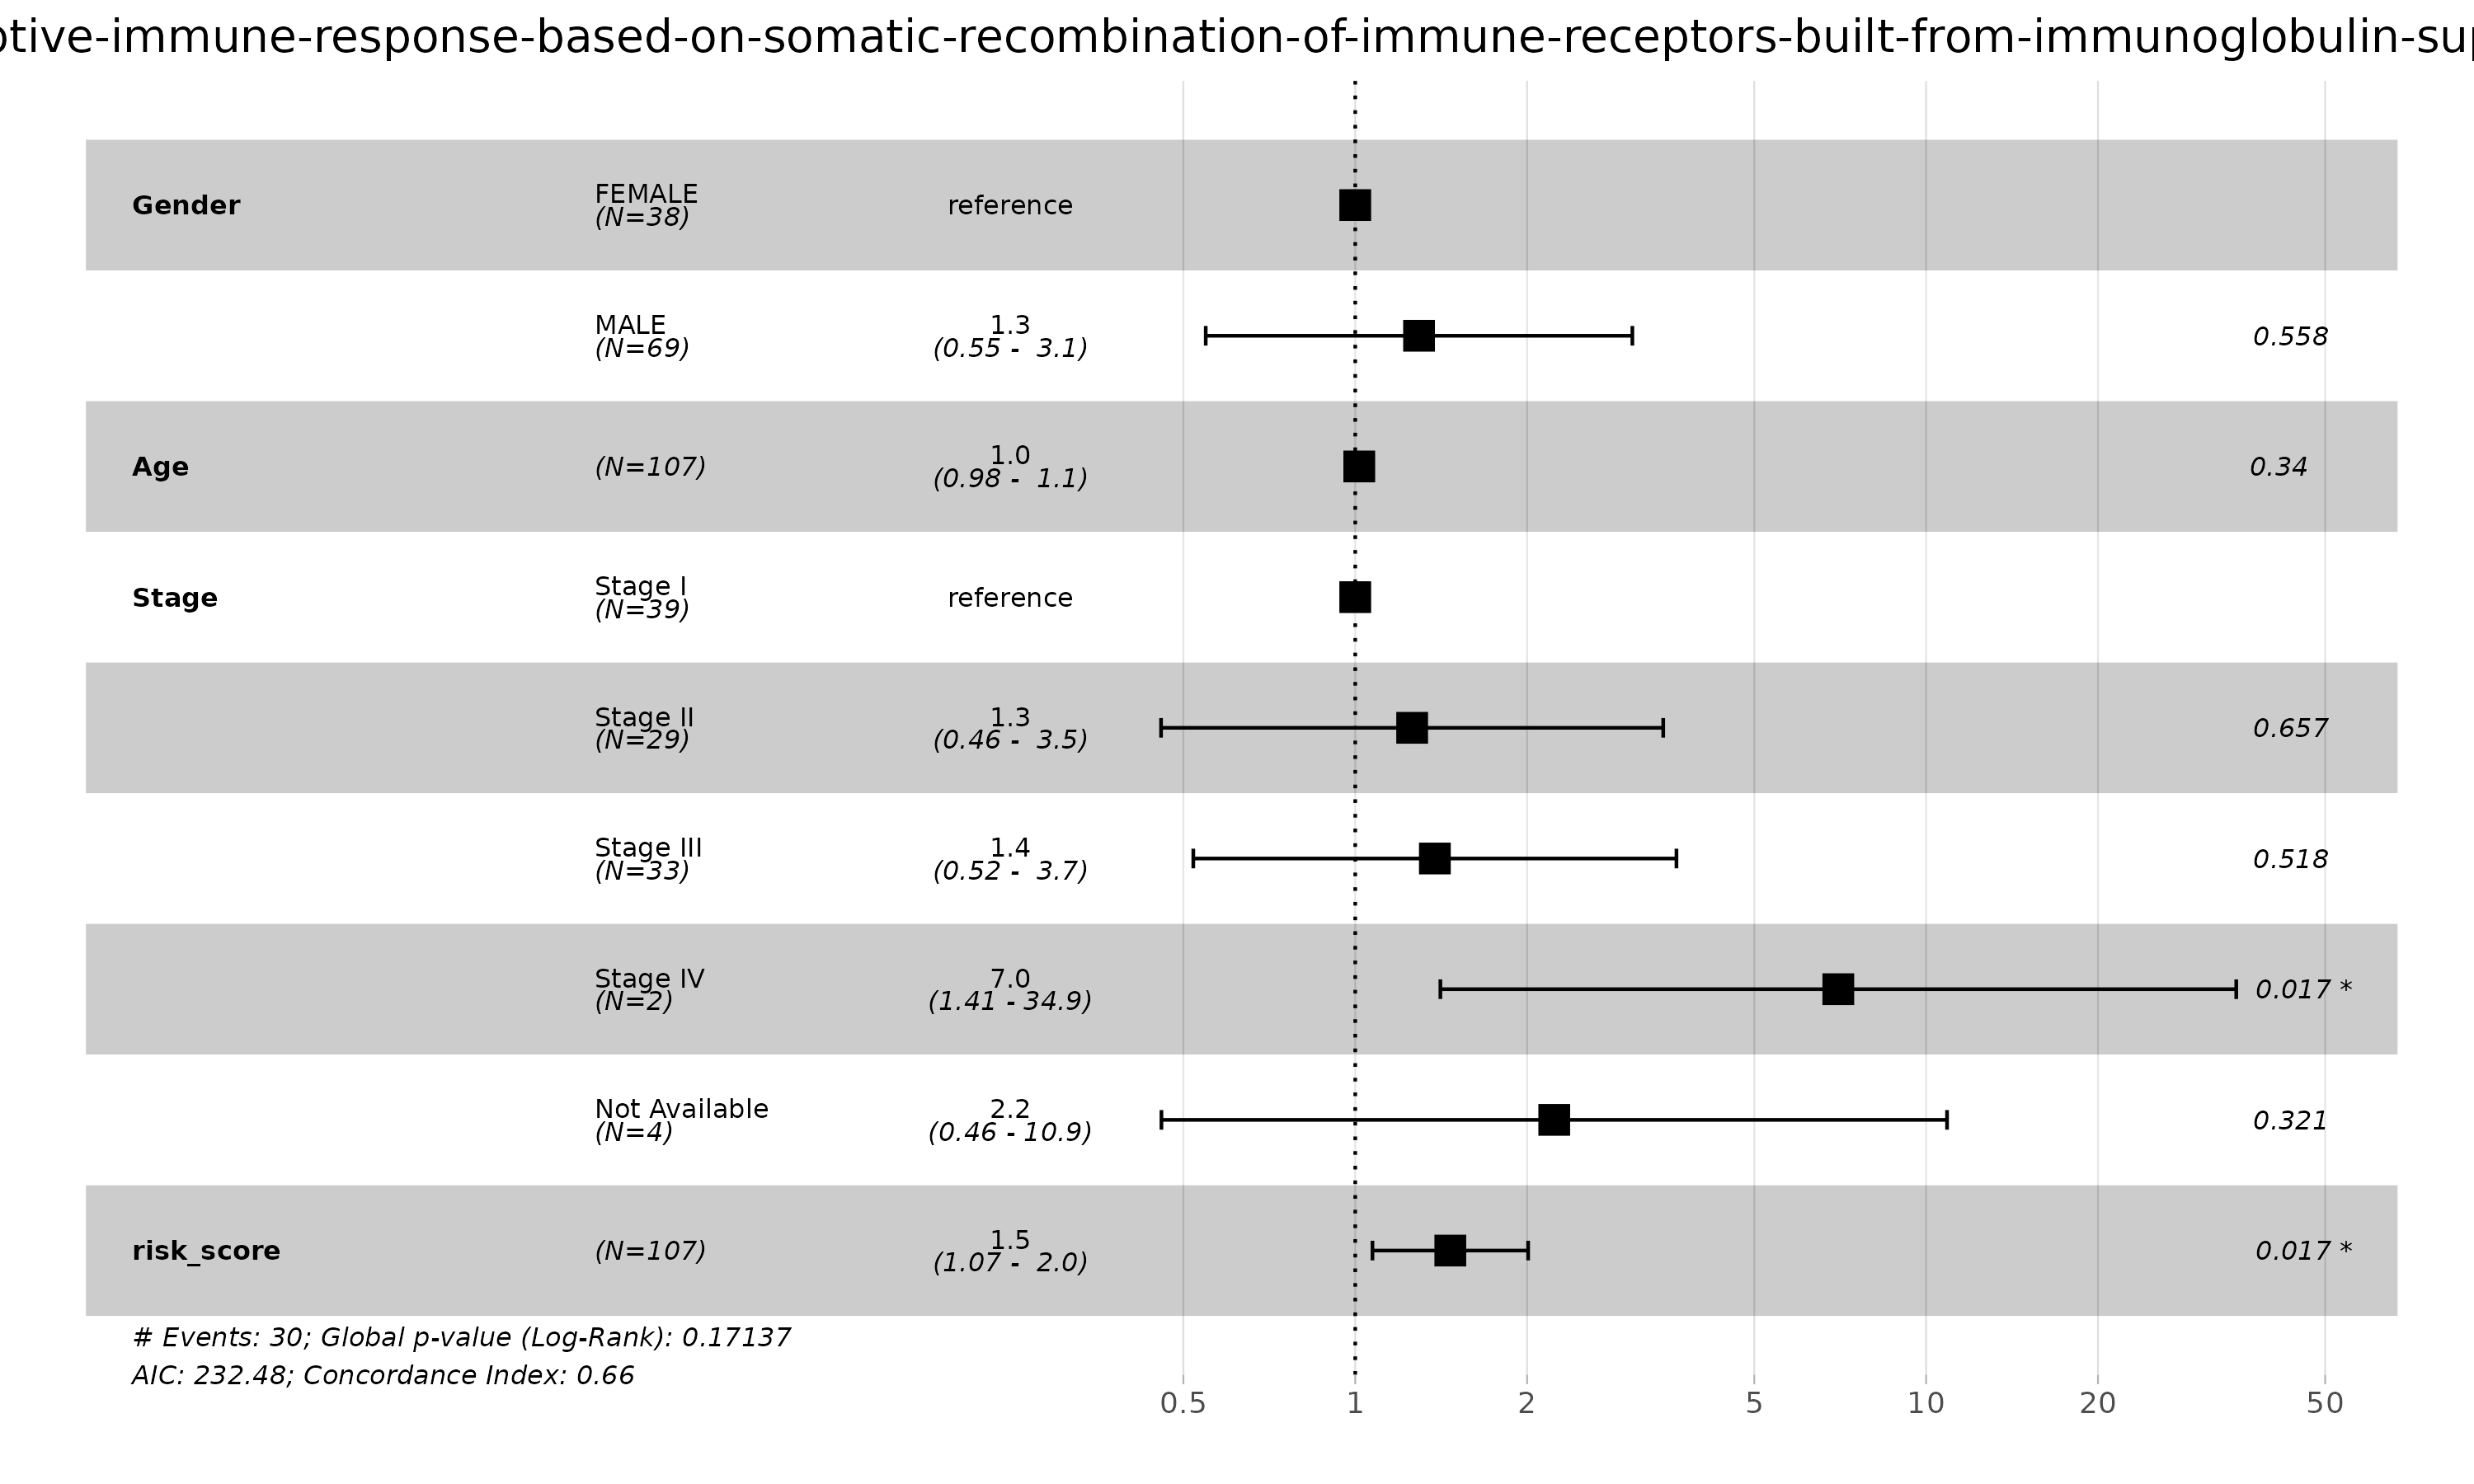 -immune-response-based-on-somatic-recombination-of-immune-receptors-built-from-immunoglobulin-
Gender
FEMALE
(N=38)
reference
MALE
(N=69)
1.3
(0.55 - 3.1)
0.558
Age
(N=107)
1.0
(0.98 - 1.1)
0.34
Stage
Stage I
(N=39)
reference
Stage II
(N=29)
1.3
(0.46 - 3.5)
0.657
Stage III
(N=33)
1.4
(0.52 - 3.7)
0.518
Stage IV
(N=2)
7.0
(1.41 - 34.9)
0.017 *
Not Available
(N=4)
2.2
(0.46 - 10.9)
0.321
risk_score
(N=107)
1.5
(1.07 - 2.0)
0.017 *
# Events: 30; Global p-value (Log-Rank): 0.17137
AIC: 232.48; Concordance Index: 0.66
0.5 1 2 5 10 20 50